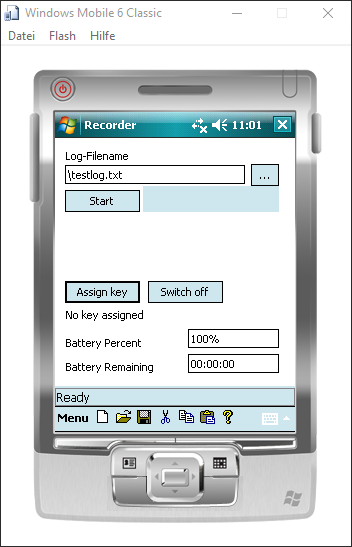 Windows Mobile 6 Classic
Datei Flash Hilfe
Recorder 11:01
Log-Filename
\testlog.txt ...
Start
Assign key Switch off
No key assigned
Battery Percent 100%
Battery Remaining 00:00:00
Ready
Menu